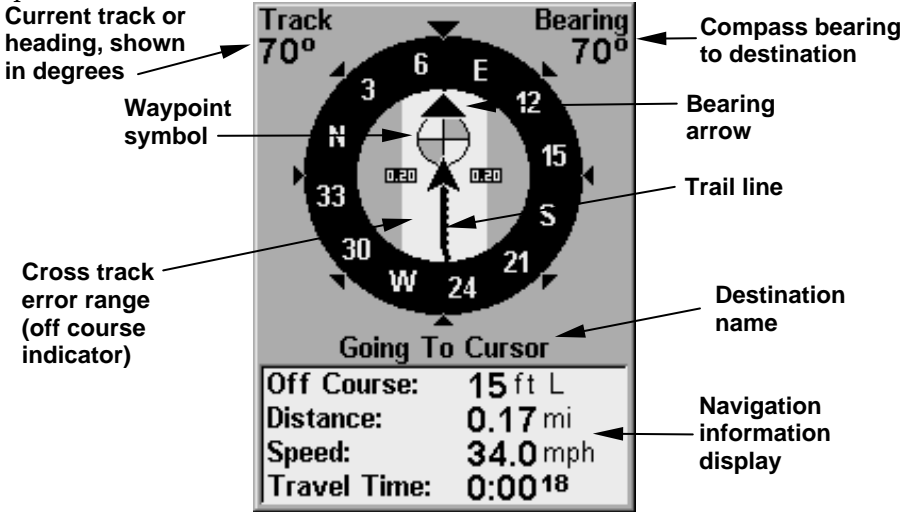 Current track or
heading, shown
in degrees
Track
70º
Bearing
70º
Compass bearing
to destination
Waypoint
symbol
Bearing
arrow
6
E
12
15
S
21
24
W
30
33
N
3
0.20
0.20
Trail line
Cross track
error range
(off course
indicator)
Destination
name
Going To Cursor
Off Course: 15 ft L
Distance: 0.17 mi
Speed: 34.0 mph
Travel Time: 0:00 18
Navigation
information
display